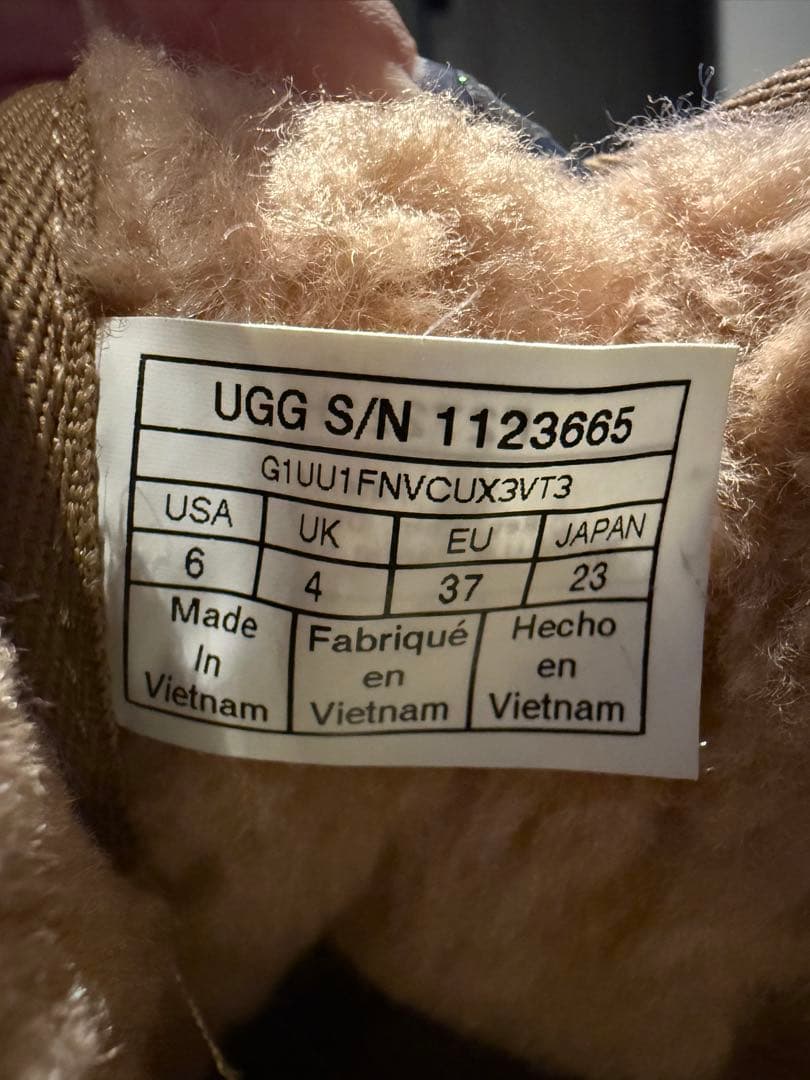 UGG S/N 1123665
G1UU1FNVCUX3VT3
USA UK EU JAPAN
6 4 37 23
Made In Vietnam
Fabriqué en Vietnam
Hecho en Vietnam